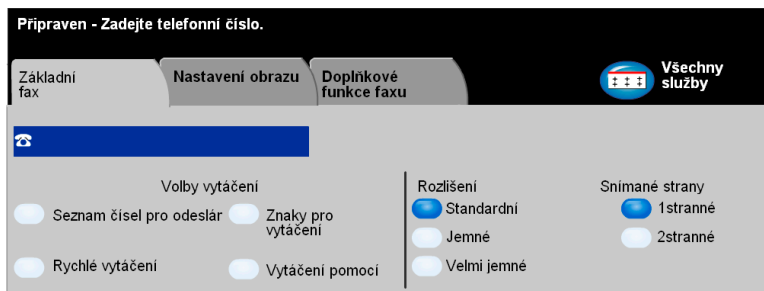 Připraven - Zadejte telefonní číslo.
Základní
fax
Nastavení obrazu
Doplňkové
funkce faxu
Všechny
služby
Volby vytáčení
Seznam čísel pro odeslár
Znaky pro
vytáčení
Rychlé vytáčení
Vytáčení pomocí
Rozlišení
Standardní
Jemné
Velmi jemné
Snímané strany
1stranné
2stranné